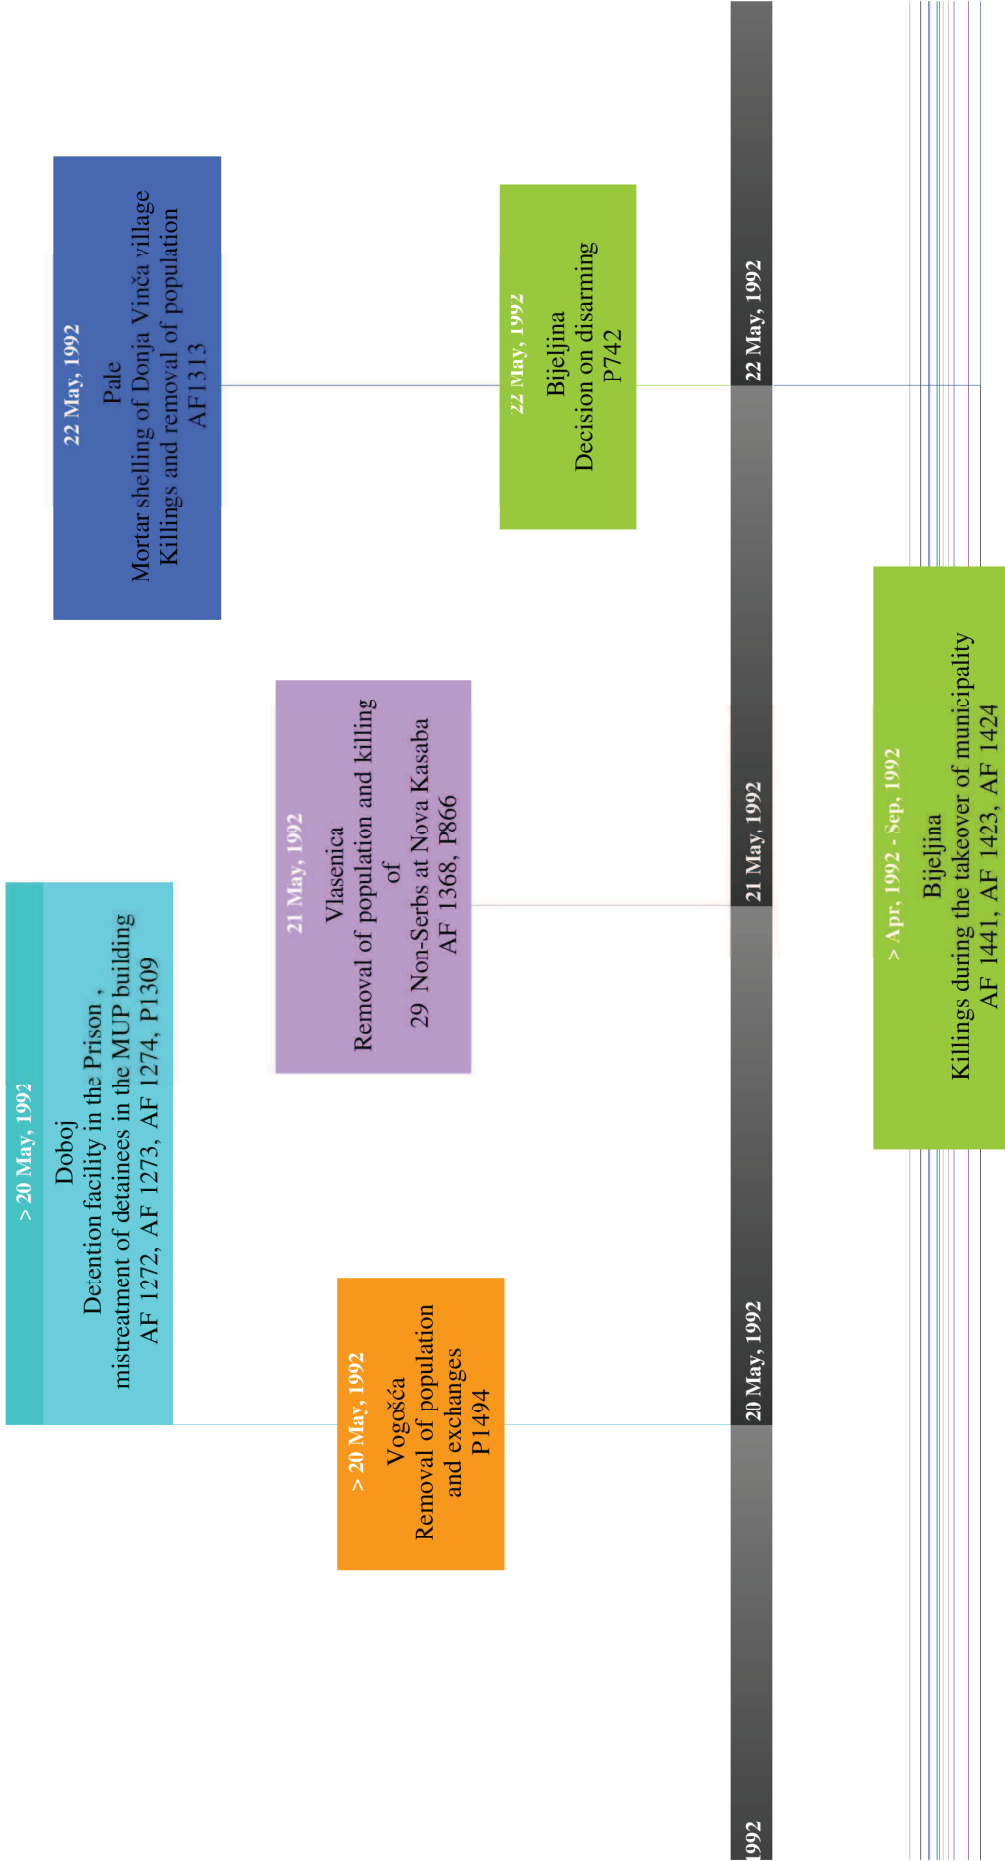 > 20 May, 1992
Doboj
Detention facility in the Prison ,
mistreatment of detainees in the MUP building
AF 1272, AF 1273, AF 1274, P1309
22 May, 1992
Pale
Mortar shelling of Donja Vinča village
Killings and removal of population
AF1313
21 May, 1992
Vlasenica
Removal of population and killing
of
29 Non-Serbs at Nova Kasaba
AF 1368, P866
> 20 May, 1992
Vogošća
Removal of population
and exchanges
P1494
22 May, 1992
Bijeljina
Decision on disarming
P742
1992
20 May, 1992
21 May, 1992
22 May, 1992
> Apr, 1992 - Sep, 1992
Bijeljina
Killings during the takeover of municipality
AF 1441, AF 1423, AF 1424